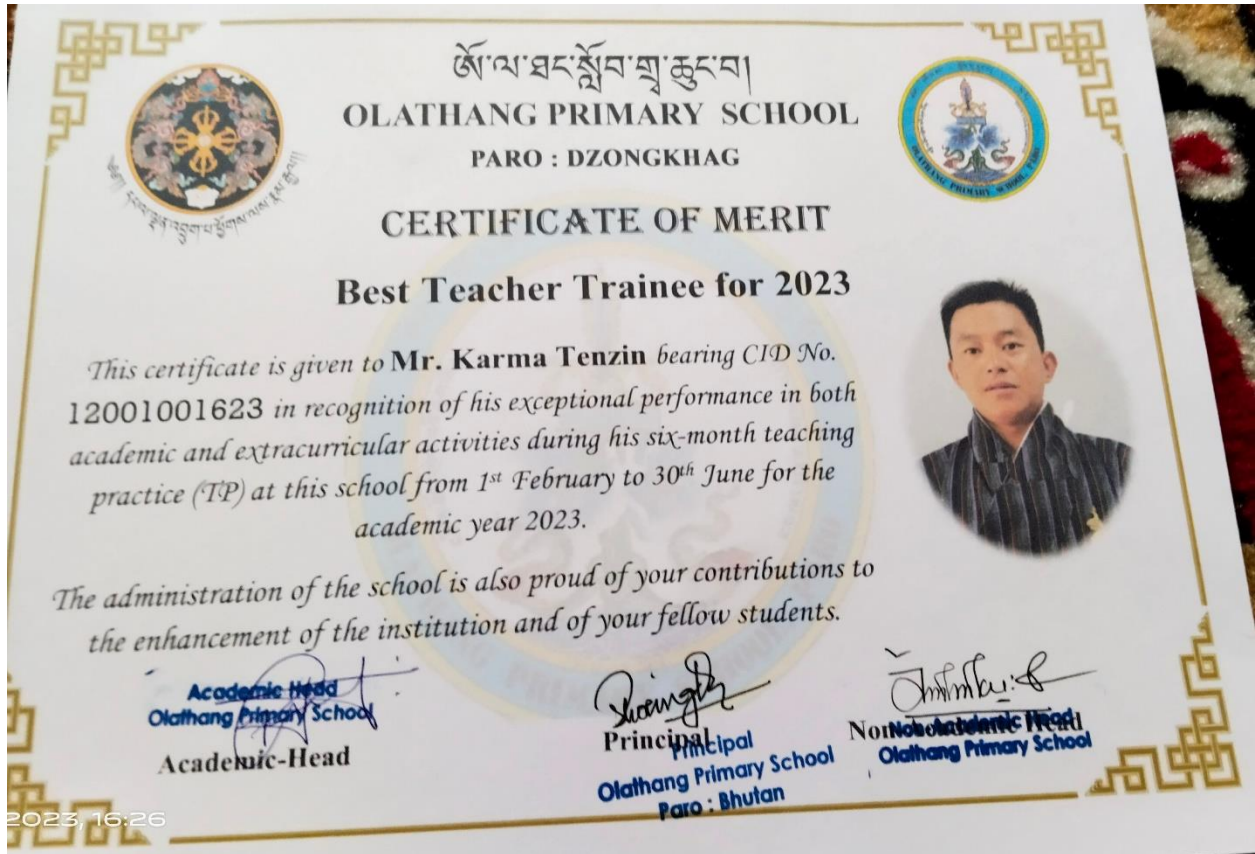 ཨོ་ལ་ཐང་སློབ་གྲྭ་ཆུང་བ།
OLATHANG PRIMARY SCHOOL
PARO : DZONGKHAG
CERTIFICATE OF MERIT
Best Teacher Trainee for 2023
This certificate is given to Mr. Karma Tenzin bearing CID No.
12001001623 in recognition of his exceptional performance in both
academic and extracurricular activities during his six-month teaching
practice (TP) at this school from 1st February to 30th June for the
academic year 2023.
The administration of the school is also proud of your contributions to
the enhancement of the institution and of your fellow students.
Academic Head
Olathang Primary School
Academic-Head
Principal
Principal
Olathang Primary School
Paro : Bhutan
Non-Academic Head
Non-Academic Head
Olathang Primary School
OLATHANG PRIMARY SCHOOL, PARO
2023, 16:26